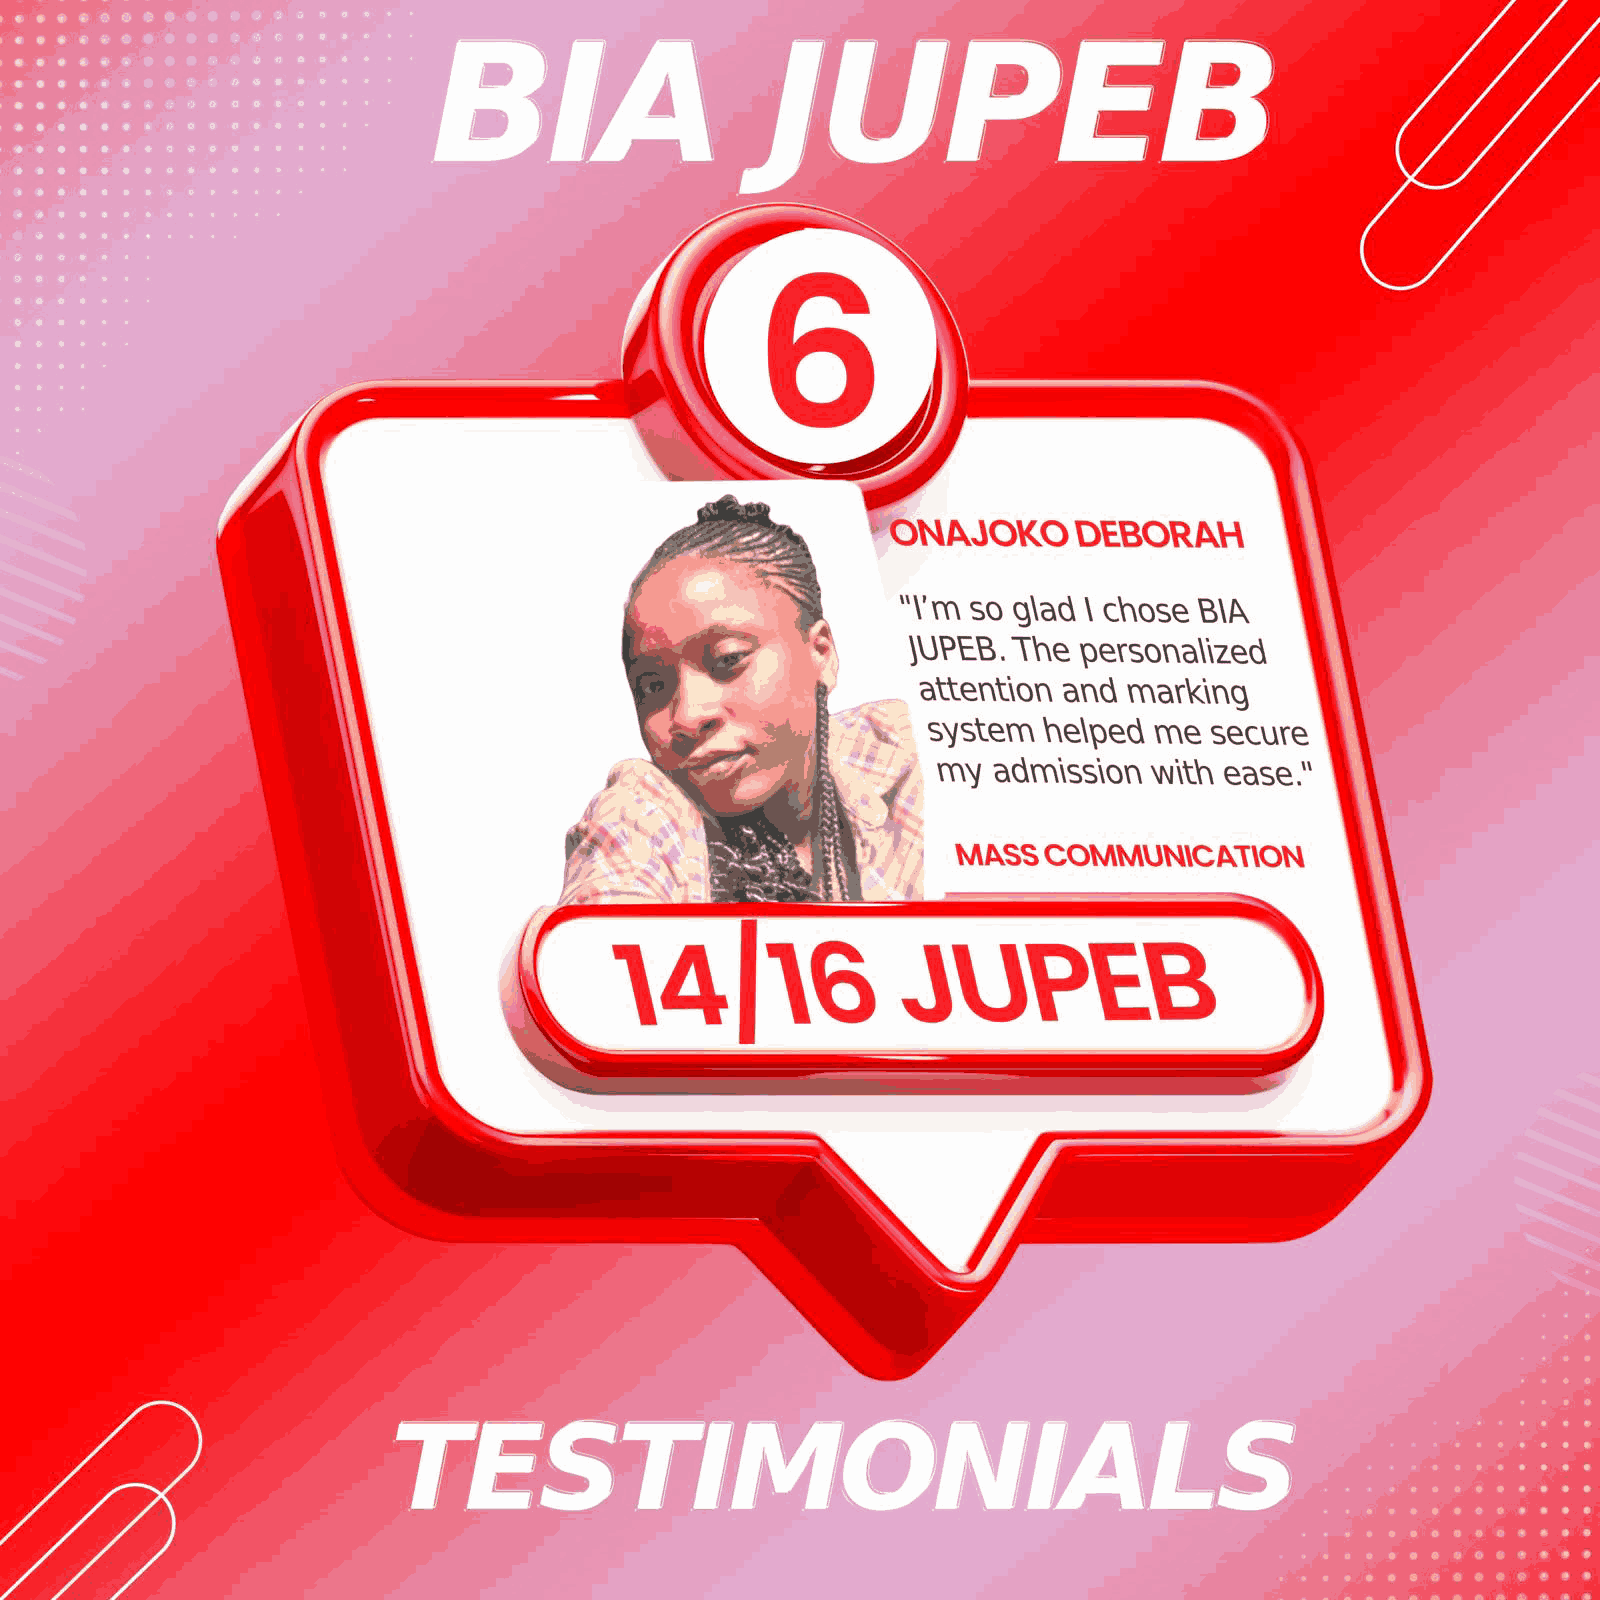 BIA JUPEB
6
ONAJOKO DEBORAH
"I'm so glad I chose BIA
JUPEB. The personalized
attention and marking
system helped me secure
my admission with ease."
MASS COMMUNICATION
14/16 JUPEB
TESTIMONIALS